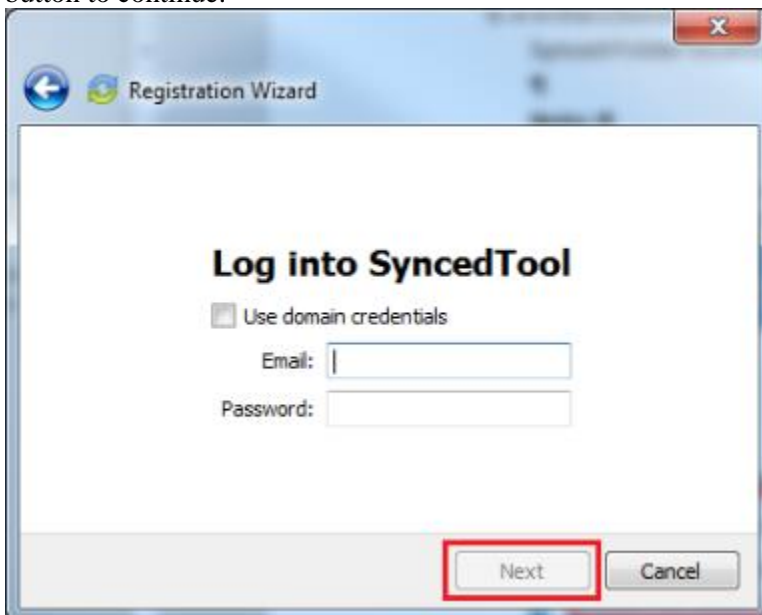 button to continue.
Registration Wizard
Log into SyncedTool
Use domain credentials
Email:
Password:
Next Cancel